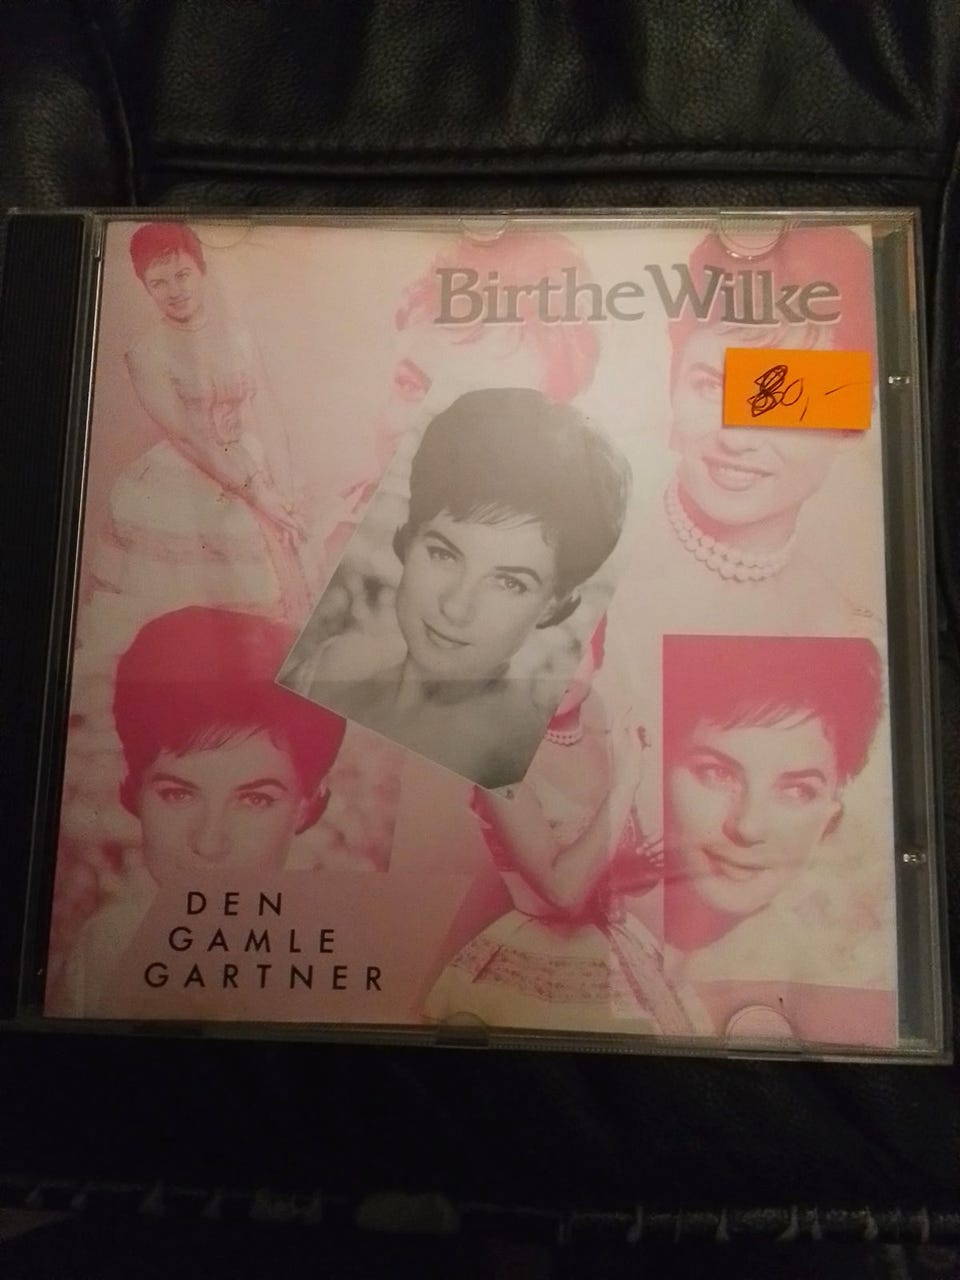 Birthe Wilke
80,-
DEN
GAMLE
GARTNER